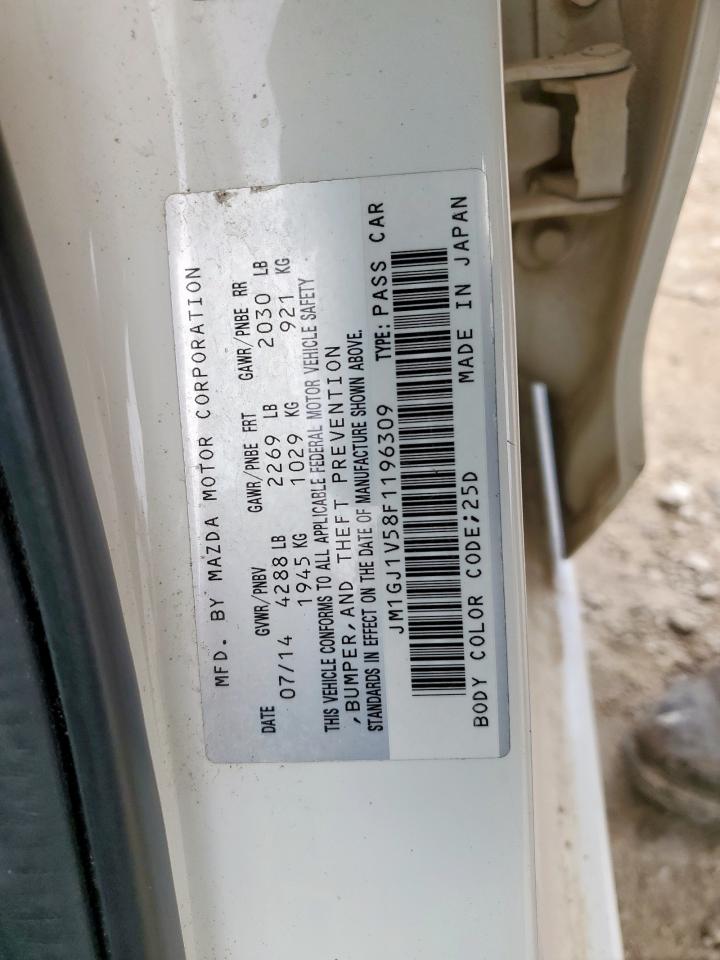 MFD. BY MAZDA MOTOR CORPORATION
DATE GVWR/PNBV GAWR/PNBE FRT GAWR/PNBE RR
07/14 4288 LB 2269 LB 2030 LB
1945 KG 1029 KG 921 KG
THIS VEHICLE CONFORMS TO ALL APPLICABLE FEDERAL MOTOR VEHICLE SAFETY
,BUMPER,AND THEFT PREVENTION
STANDARDS IN EFFECT ON THE DATE OF MANUFACTURE SHOWN ABOVE.
JM1GJ1V58F1196309 TYPE: PASS CAR
BODY COLOR CODE;25D MADE IN JAPAN